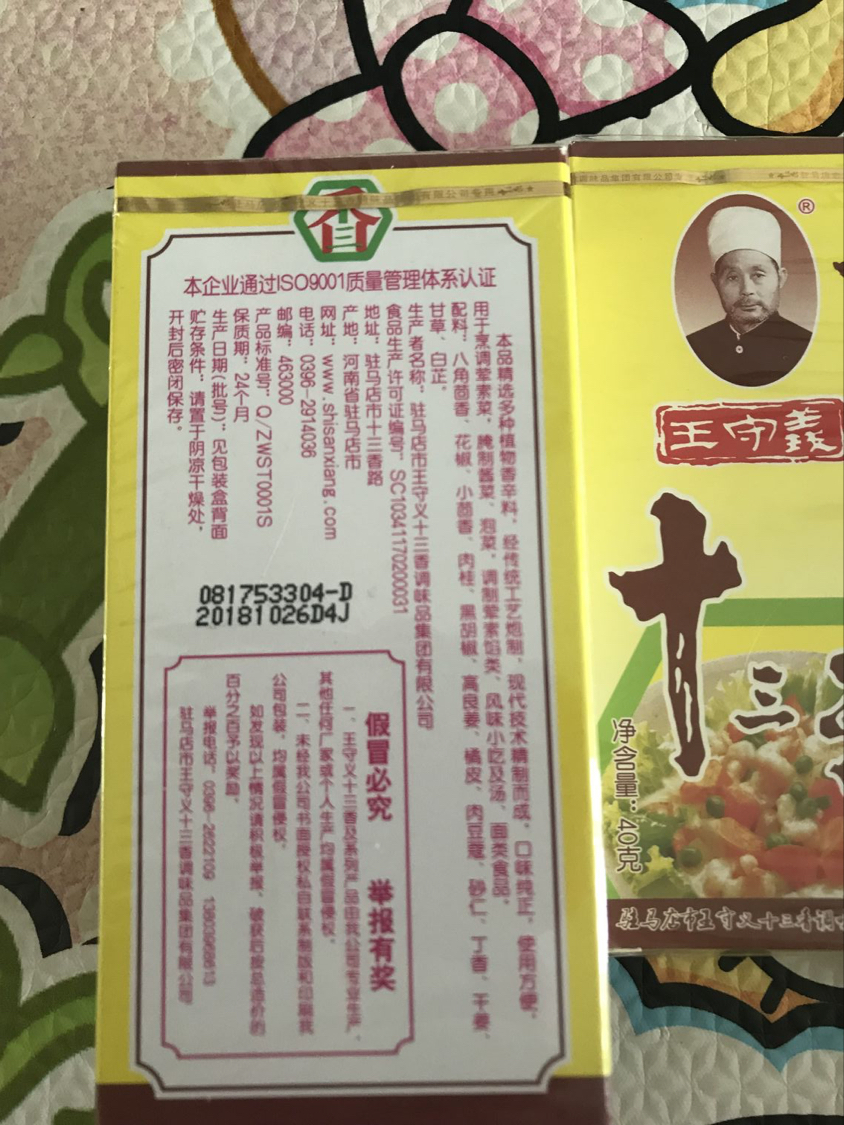 本企业通过ISO9001质量管理体系认证
本品精选多种植物香辛料，经传统工艺炮制，现代技术精制而成，口味纯正，使用方便，
用于烹调荤素菜，腌制酱菜、泡菜，调制荤素馅类、风味小吃及汤、面类食品。
配料：八角茴香、花椒、小茴香、肉桂、黑胡椒、高良姜、橘皮、肉豆蔻、砂仁、丁香、干姜、
甘草、白芷。
生产者名称：驻马店市王守义十三香调味品集团有限公司
食品生产许可证编号：SC10341170200031
地址：驻马店市十三香路
产地：河南省驻马店市
网址：www.shisanxiang.com
电话：0396-2914036
邮编：463000
产品标准号：Q/ZWST0001S
保质期：24个月
生产日期(批号)：见包装盒背面
贮存条件：请置于阴凉干燥处，
开封后密闭保存。
081753304-D
20181026D4J
假冒必究 举报有奖
一、王守义十三香及系列产品由我公司专业生产，
其他任何厂家或个人生产均属假冒侵权。
二、未经我公司书面授权私自联系制版和印刷我
公司包装，均属假冒侵权。
如发现以上情况请积极举报，破获后按总造价的
百分之百予以奖励。
举报电话：0396-2622109
驻马店市王守义十三香调味品集团有限公司
®
王守義
十三
净含量：40克
驻马店市王守义十三香调